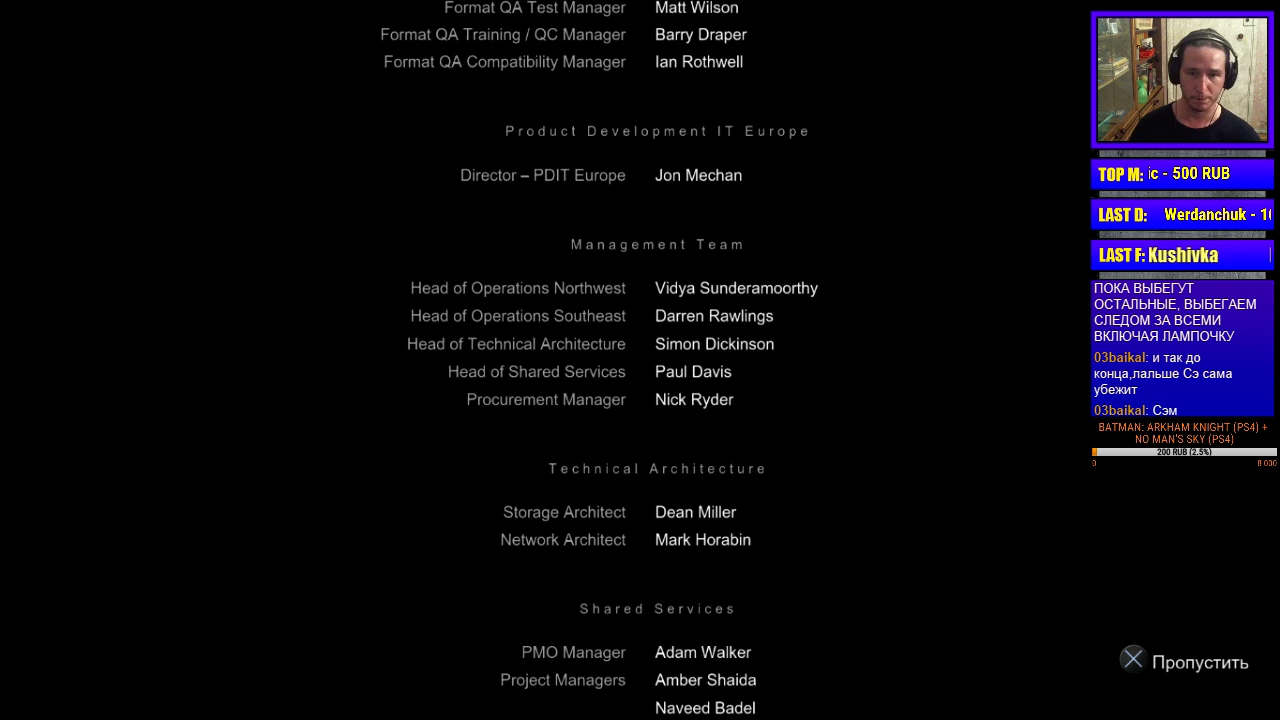 Format QA Test Manager Matt Wilson
Format QA Training / QC Manager Barry Draper
Format QA Compatibility Manager Ian Rothwell
Product Development IT Europe
Director – PDIT Europe Jon Mechan
Management Team
Head of Operations Northwest Vidya Sunderamoorthy
Head of Operations Southeast Darren Rawlings
Head of Technical Architecture Simon Dickinson
Head of Shared Services Paul Davis
Procurement Manager Nick Ryder
Technical Architecture
Storage Architect Dean Miller
Network Architect Mark Horabin
Shared Services
PMO Manager Adam Walker
Project Managers Amber Shaida
Naveed Badel
Пропустить
TOP M: ic - 500 RUB
LAST D: Werdanchuk - 1
LAST F: Kushivka
ПОКА ВЫБЕГУТ
ОСТАЛЬНЫЕ, ВЫБЕГАЕМ
СЛЕДОМ ЗА ВСЕМИ
ВКЛЮЧАЯ ЛАМПОЧКУ
03baikal: и так до
конца,лальше Сэ сама
убежит
03baikal: Сэм
BATMAN: ARKHAM KNIGHT (PS4) +
NO MAN'S SKY (PS4)
200 RUB (2.5%)
0 8 000